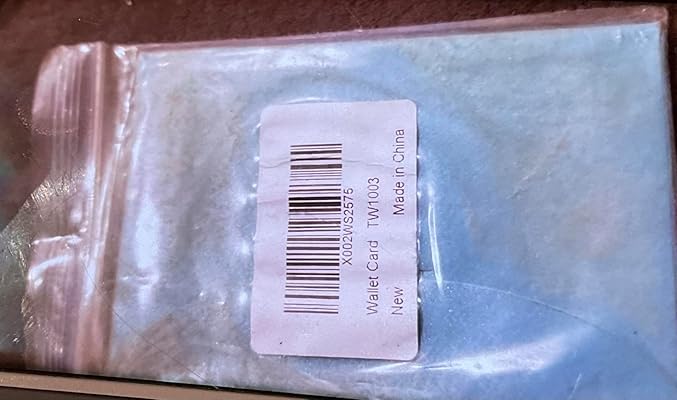 X002WS2575
Wallet Card TW1003
New Made in China